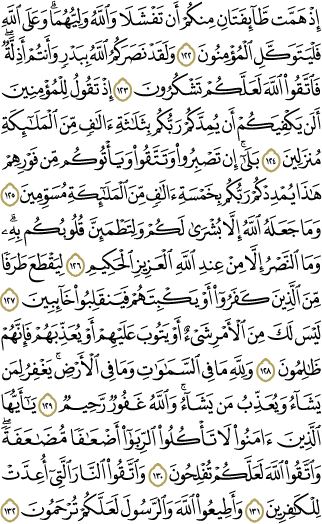 إِذْ هَمَّت طَّآئِفَتَانِ مِنكُمْ أَن تَفْشَلَا وَٱللَّهُ وَلِيُّهُمَا ۗ وَعَلَى ٱللَّهِ
فَلْيَتَوَكَّلِ ٱلْمُؤْمِنُونَ ١٢٢ وَلَقَدْ نَصَرَكُمُ ٱللَّهُ بِبَدْرٍ وَأَنتُمْ أَذِلَّةٌ ۖ
فَٱتَّقُوا۟ ٱللَّهَ لَعَلَّكُمْ تَشْكُرُونَ ١٢٣ إِذْ تَقُولُ لِلْمُؤْمِنِينَ
أَلَن يَكْفِيَكُمْ أَن يُمِدَّكُمْ رَبُّكُم بِثَلَـٰثَةِ ءَالَـٰفٍ مِّنَ ٱلْمَلَـٰٓئِكَةِ
مُنزَلِينَ ١٢٤ بَلَىٰٓ ۚ إِن تَصْبِرُوا۟ وَتَتَّقُوا۟ وَيَأْتُوكُم مِّن فَوْرِهِمْ
هَـٰذَا يُمْدِدْكُمْ رَبُّكُم بِخَمْسَةِ ءَالَـٰفٍ مِّنَ ٱلْمَلَـٰٓئِكَةِ مُسَوِّمِينَ ١٢٥
وَمَا جَعَلَهُ ٱللَّهُ إِلَّا بُشْرَىٰ لَكُمْ وَلِتَطْمَئِنَّ قُلُوبُكُم بِهِۦ ۗ
وَمَا ٱلنَّصْرُ إِلَّا مِنْ عِندِ ٱللَّهِ ٱلْعَزِيزِ ٱلْحَكِيمِ ١٢٦ لِيَقْطَعَ طَرَفًا
مِّنَ ٱلَّذِينَ كَفَرُوٓا۟ أَوْ يَكْبِتَهُمْ فَيَنقَلِبُوا۟ خَآئِبِينَ ١٢٧
لَيْسَ لَكَ مِنَ ٱلْأَمْرِ شَىْءٌ أَوْ يَتُوبَ عَلَيْهِمْ أَوْ يُعَذِّبَهُمْ فَإِنَّهُمْ
ظَـٰلِمُونَ ١٢٨ وَلِلَّهِ مَا فِى ٱلسَّمَـٰوَٰتِ وَمَا فِى ٱلْأَرْضِ ۚ يَغْفِرُ لِمَن
يَشَآءُ وَيُعَذِّبُ مَن يَشَآءُ ۚ وَٱللَّهُ غَفُورٌ رَّحِيمٌ ١٢٩ يَـٰٓأَيُّهَا
ٱلَّذِينَ ءَامَنُوا۟ لَا تَأْكُلُوا۟ ٱلرِّبَوٰٓا۟ أَضْعَـٰفًا مُّضَـٰعَفَةً ۖ
وَٱتَّقُوا۟ ٱللَّهَ لَعَلَّكُمْ تُفْلِحُونَ ١٣٠ وَٱتَّقُوا۟ ٱلنَّارَ ٱلَّتِىٓ أُعِدَّتْ
لِلْكَـٰفِرِينَ ١٣١ وَأَطِيعُوا۟ ٱللَّهَ وَٱلرَّسُولَ لَعَلَّكُمْ تُرْحَمُونَ ١٣٢